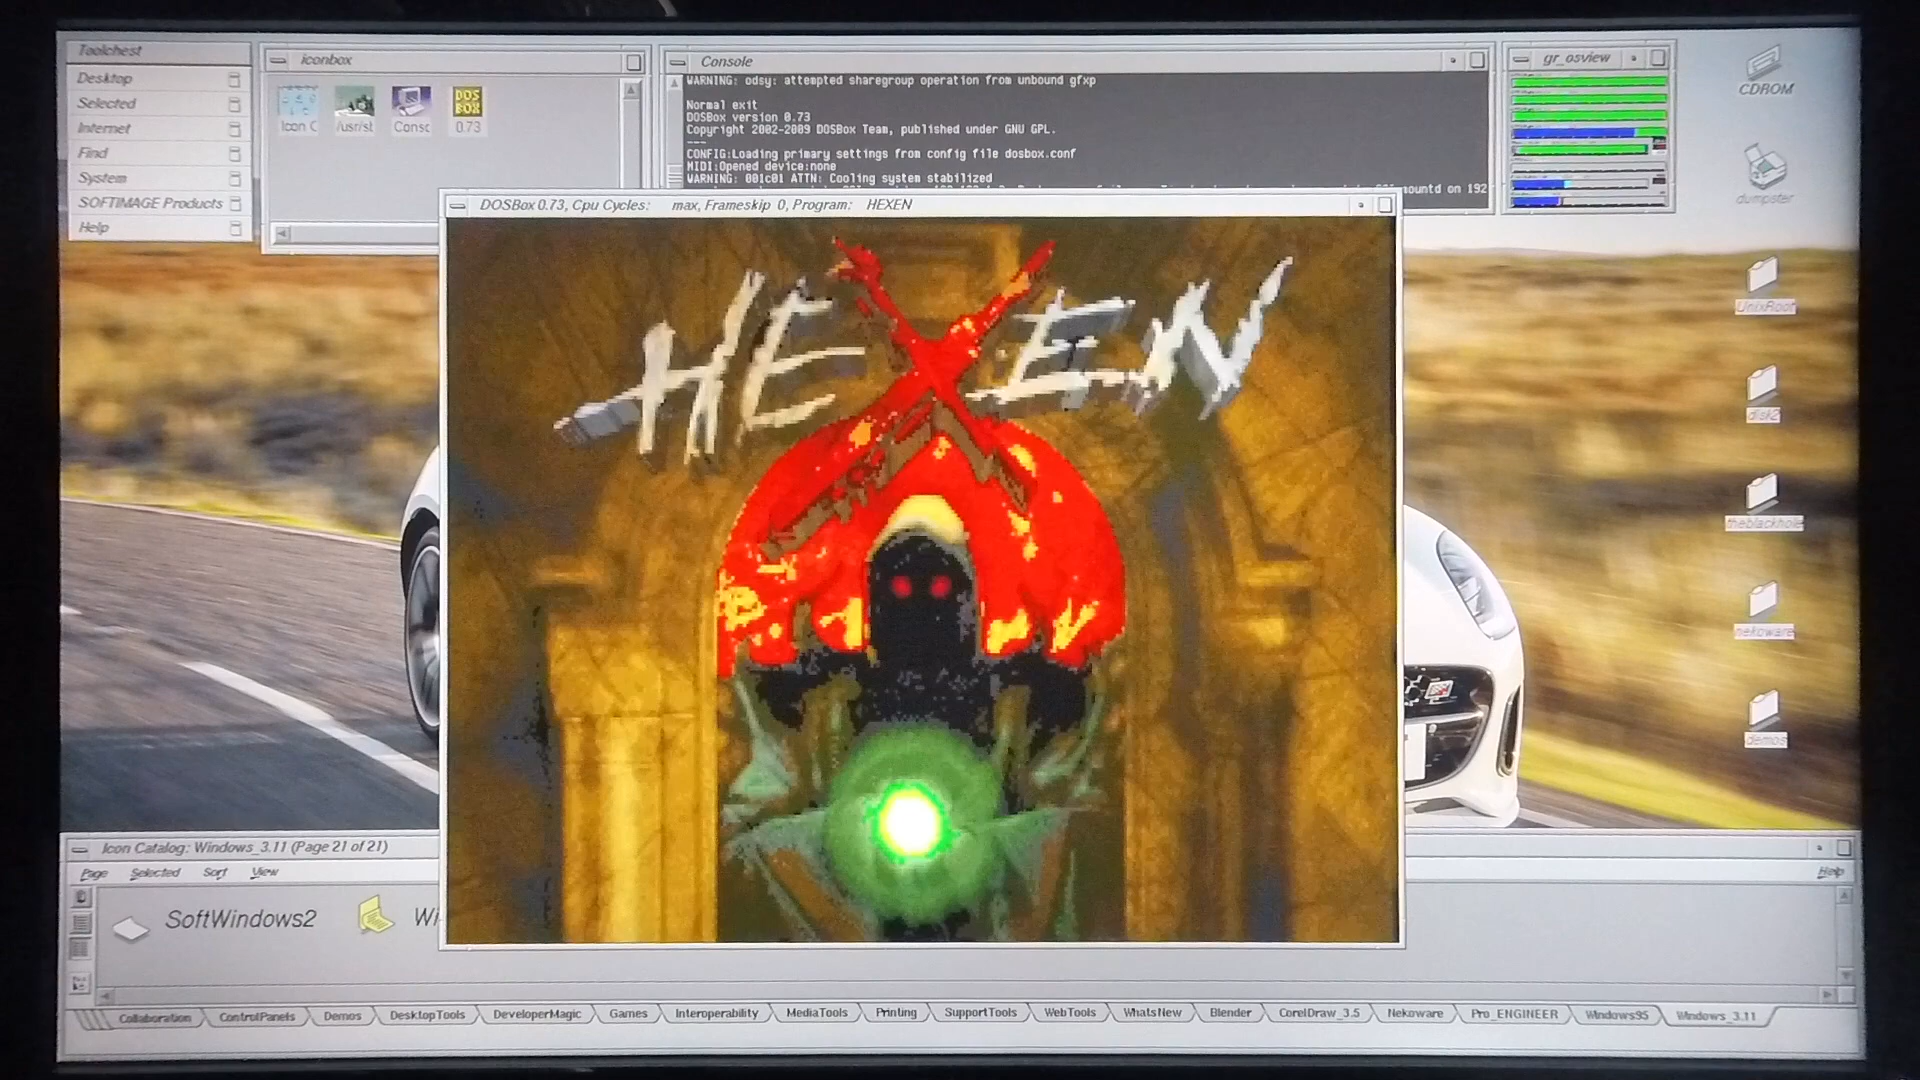 Toolchest
Desktop
Selected
Internet
Find
System
SOFTIMAGE Products
Help
iconbox
Icon C
/usr/st
Consc
DOS BOX
0.73
Console
WARNING: odsy: attempted sharegroup operation from unbound gfxp
Normal exit
DOSBox version 0.73
Copyright 2002-2009 DOSBox Team, published under GNU GPL.
---
CONFIG:Loading primary settings from config file dosbox.conf
MIDI:Opened device:none
WARNING: 001c01 ATTN: Cooling system stabilized
mountd on 192
gr_osview
CDROM
dumpster
UnixRoot
disk2
theblackhole
nekoware
demos
DOSBox 0.73, Cpu Cycles: max, Frameskip 0, Program: HEXEN
HEXEN
Icon Catalog: Windows_3.11 (Page 21 of 21)
Page Selected Sort View Help
SoftWindows2
Wi
Collaboration ControlPanels Demos DesktopTools DeveloperMagic Games Interoperability MediaTools Printing SupportTools WebTools WhatsNew Blender CorelDraw_3.5 Nekoware Pro_ENGINEER Windows95 Windows_3.11